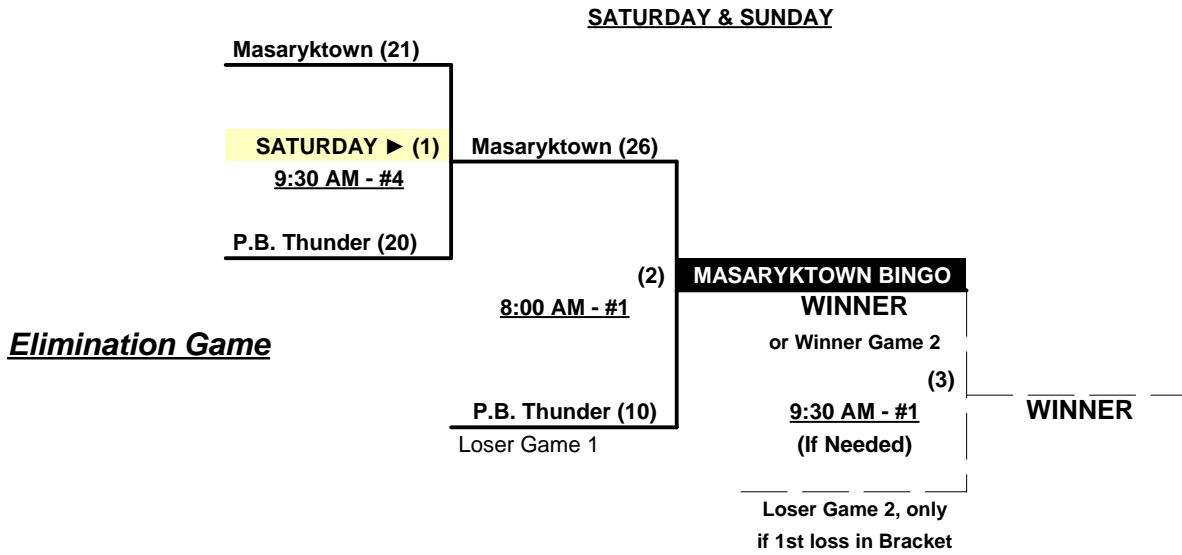 SATURDAY & SUNDAY
Masaryktown (21)
SATURDAY ► (1)
Masaryktown (26)
9:30 AM - #4
P.B. Thunder (20)
(2)
MASARYKTOWN BINGO
8:00 AM - #1
WINNER
Elimination Game
or Winner Game 2
(3)
P.B. Thunder (10)
9:30 AM - #1
WINNER
Loser Game 1
(If Needed)
Loser Game 2, only
if 1st loss in Bracket